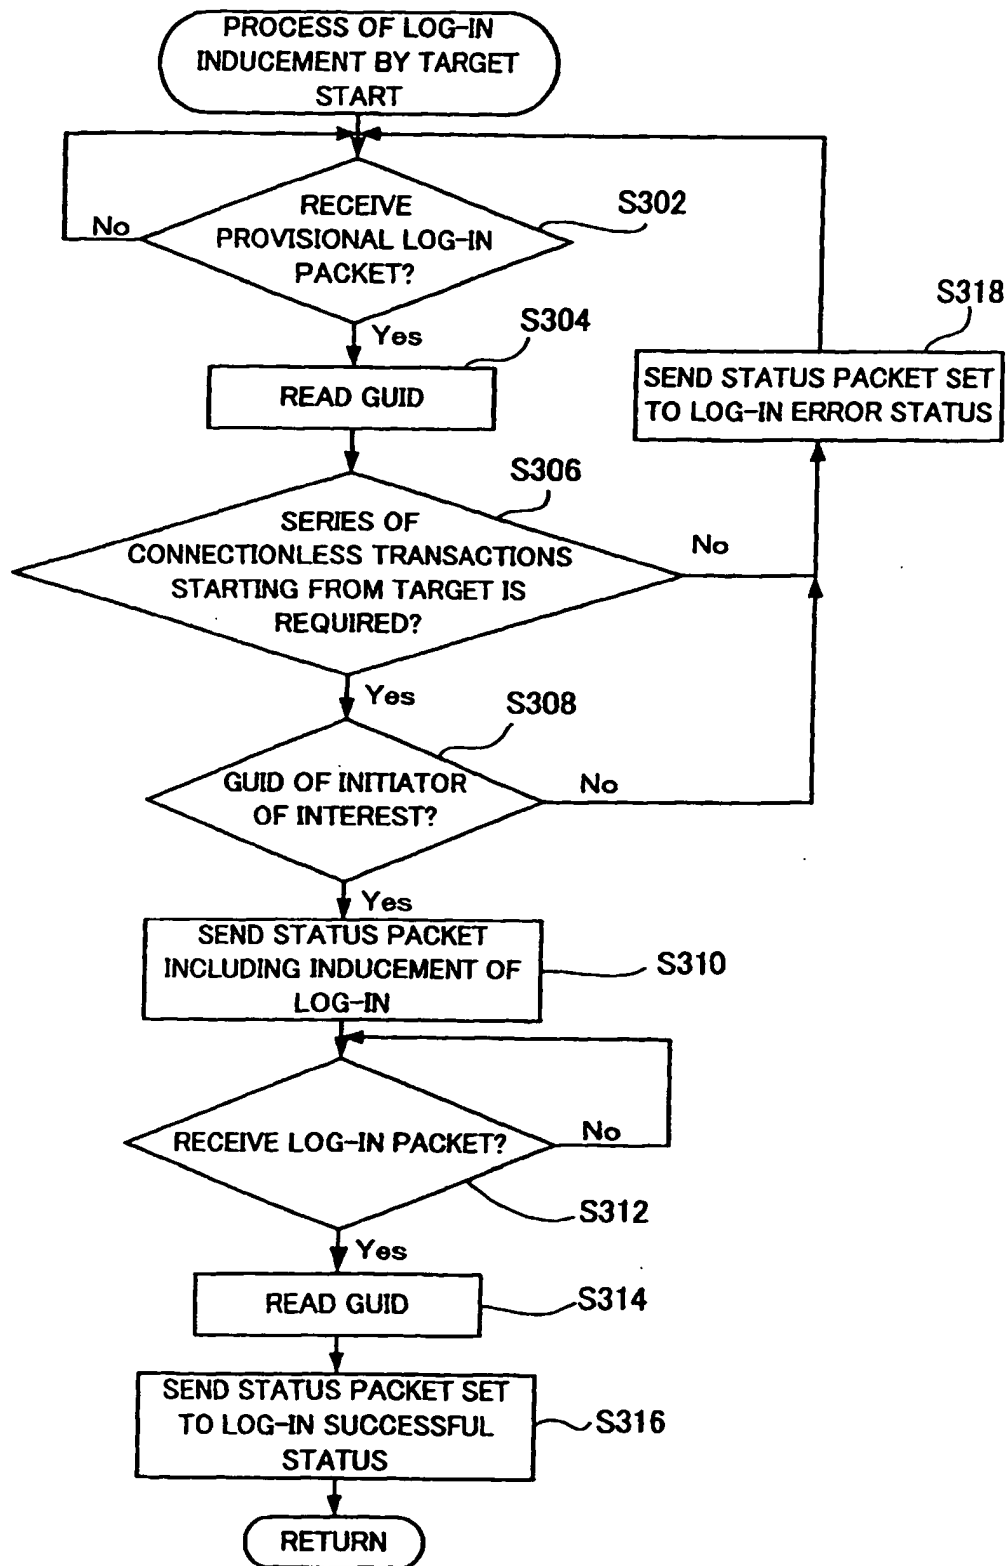 PROCESS OF LOG-IN
INDUCEMENT BY TARGET
START
RECEIVE
PROVISIONAL LOG-IN
PACKET?
S302
No
Yes
S304
READ GUID
S318
SEND STATUS PACKET SET
TO LOG-IN ERROR STATUS
S306
SERIES OF
CONNECTIONLESS TRANSACTIONS
STARTING FROM TARGET IS
REQUIRED?
No
Yes
S308
GUID OF INITIATOR
OF INTEREST?
No
Yes
SEND STATUS PACKET
INCLUDING INDUCEMENT OF
LOG-IN
S310
RECEIVE LOG-IN PACKET?
No
S312
Yes
READ GUID
S314
SEND STATUS PACKET SET
TO LOG-IN SUCCESSFUL
STATUS
S316
RETURN